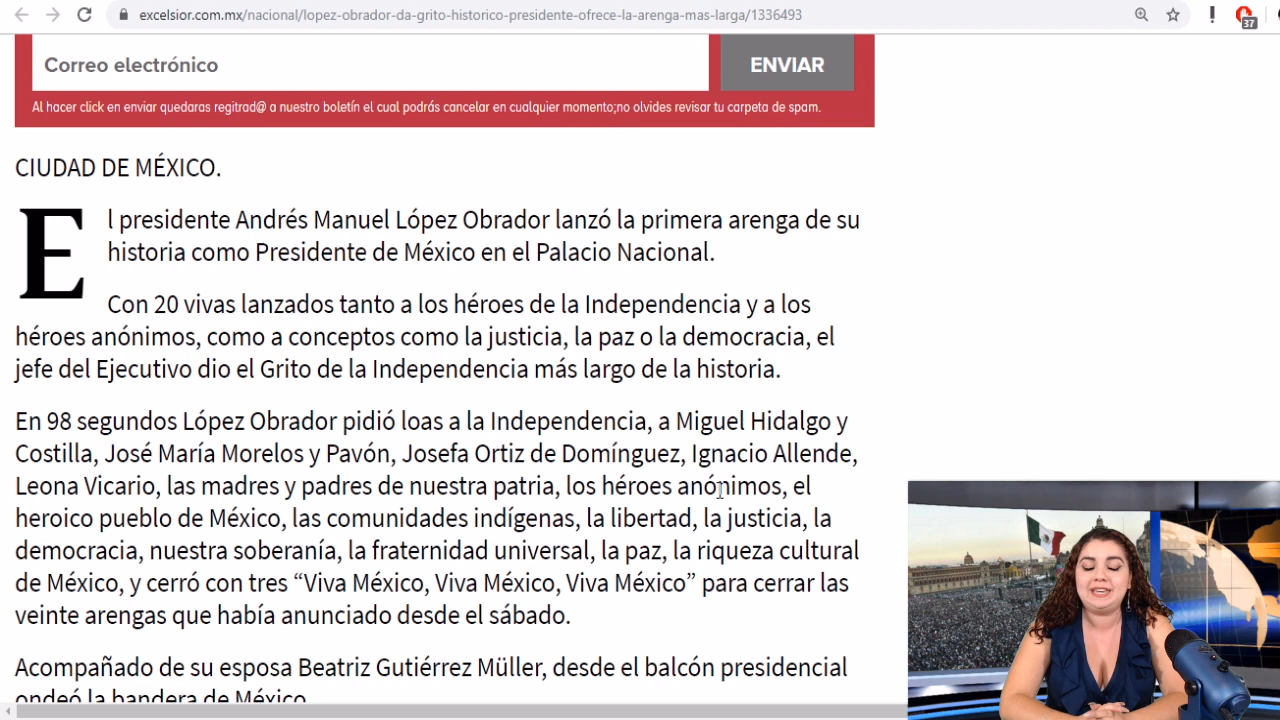 excelsior.com.mx/nacional/lopez-obrador-da-grito-historico-presidente-ofrece-la-arenga-mas-larga/1336493
37
Correo electrónico
ENVIAR
Al hacer click en enviar quedaras regitrad@ a nuestro boletín el cual podrás cancelar en cualquier momento;no olvides revisar tu carpeta de spam.
CIUDAD DE MÉXICO.
El presidente Andrés Manuel López Obrador lanzó la primera arenga de su
historia como Presidente de México en el Palacio Nacional.
Con 20 vivas lanzados tanto a los héroes de la Independencia y a los
héroes anónimos, como a conceptos como la justicia, la paz o la democracia, el
jefe del Ejecutivo dio el Grito de la Independencia más largo de la historia.
En 98 segundos López Obrador pidió loas a la Independencia, a Miguel Hidalgo y
Costilla, José María Morelos y Pavón, Josefa Ortiz de Domínguez, Ignacio Allende,
Leona Vicario, las madres y padres de nuestra patria, los héroes anónimos, el
heroico pueblo de México, las comunidades indígenas, la libertad, la justicia, la
democracia, nuestra soberanía, la fraternidad universal, la paz, la riqueza cultural
de México, y cerró con tres “Viva México, Viva México, Viva México” para cerrar las
veinte arengas que había anunciado desde el sábado.
Acompañado de su esposa Beatriz Gutiérrez Müller, desde el balcón presidencial
ondeó la bandera de México